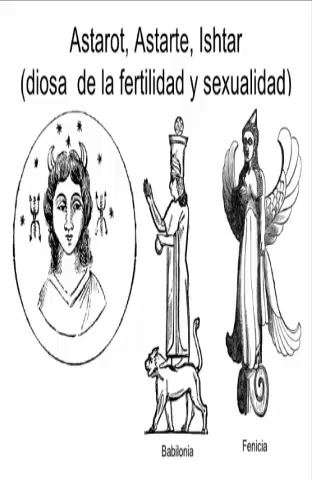 Astarot, Astarte, Ishtar
(diosa de la fertilidad y sexualidad)
Babilonia
Fenicia